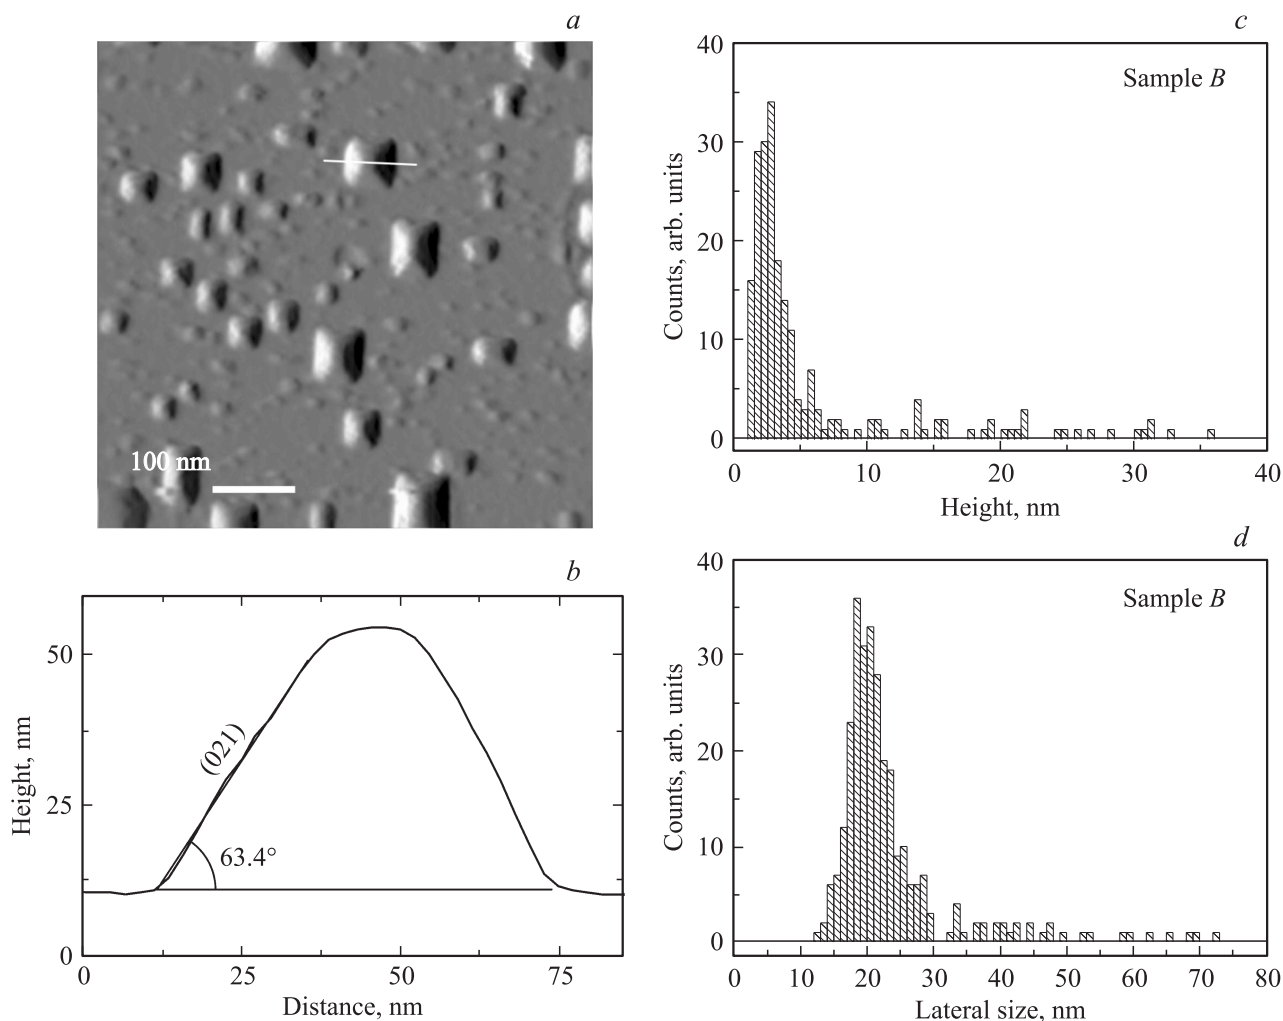 a
100 nm
b
Height, nm
50
25
0
(021)
63.4°
0 25 50 75
Distance, nm
c
Sample B
Counts, arb. units
40
30
20
10
0
0 10 20 30 40
Height, nm
d
Sample B
Counts, arb. units
40
30
20
10
0
0 10 20 30 40 50 60 70 80
Lateral size, nm